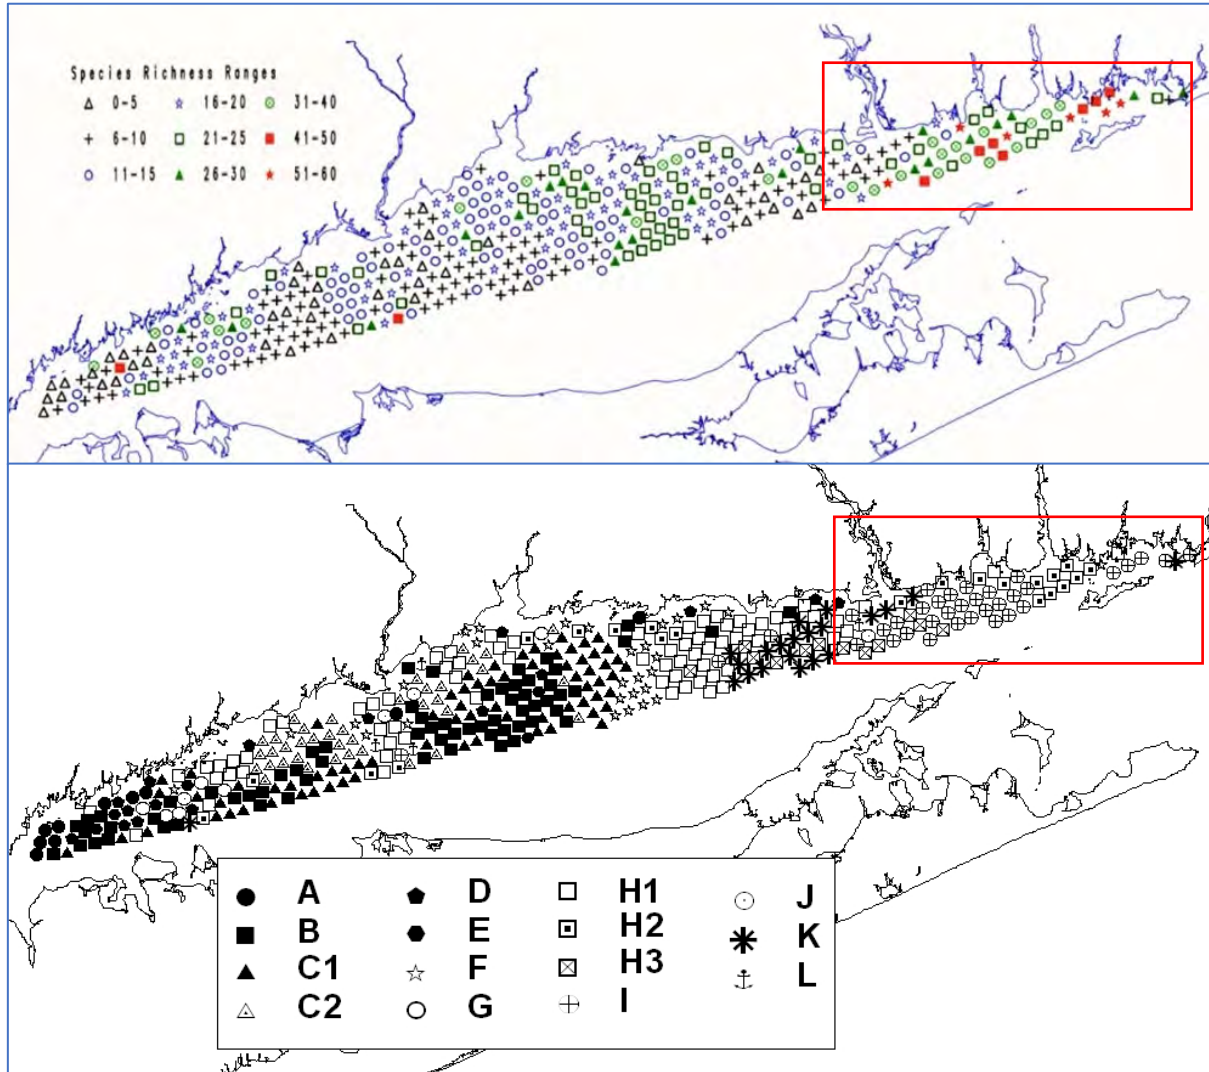 Species Richness Ranges
0-5 16-20 31-40
6-10 21-25 41-50
11-15 26-30 51-60
A D H1 J
B E H2 K
C1 F H3 L
C2 G I